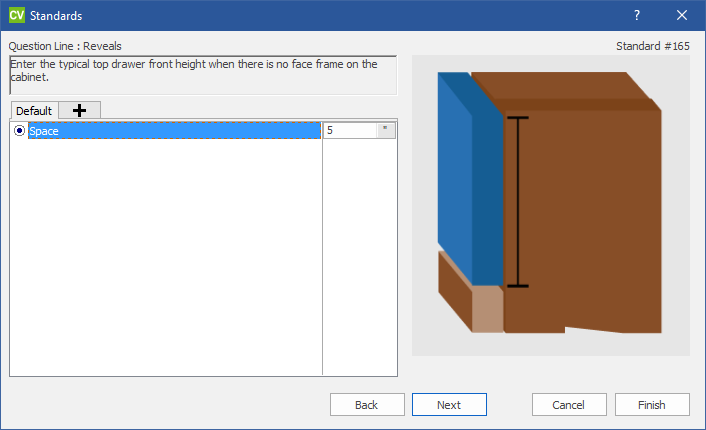 CV Standards ? ×
Question Line : Reveals Standard #165
Enter the typical top drawer front height when there is no face frame on the
cabinet.
Default +
Space 5 "
Back Next Cancel Finish